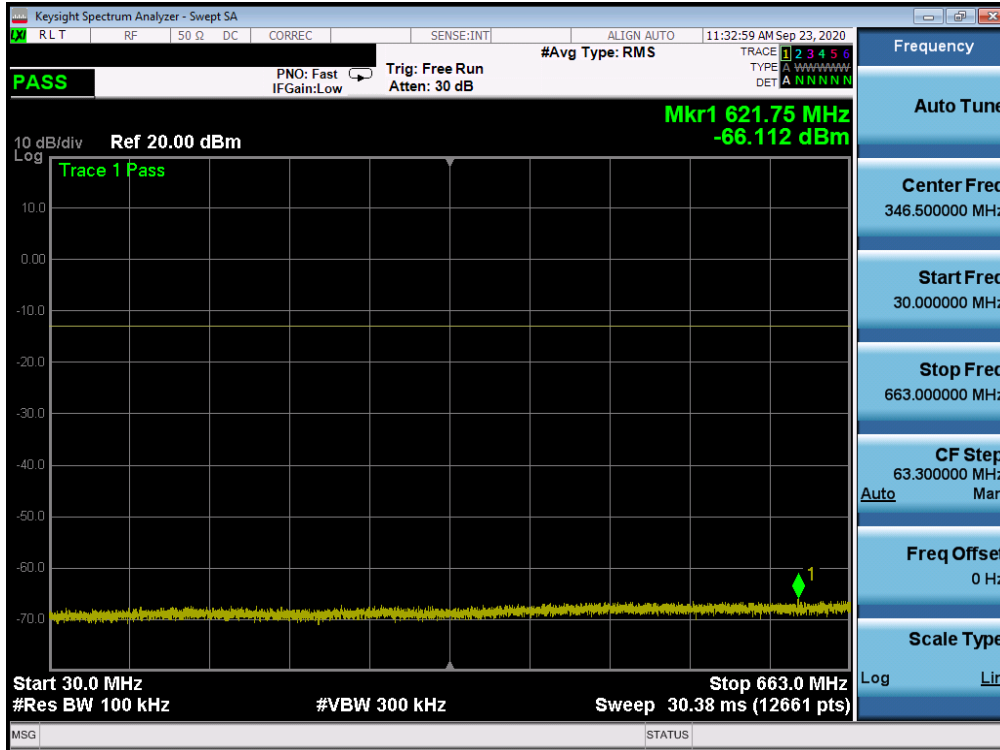 Keysight Spectrum Analyzer - Swept SA
LXI RLT RF 50 Ω DC CORREC SENSE:INT ALIGN AUTO 11:32:59 AM Sep 23, 2020
PASS
PNO: Fast
IFGain:Low
Trig: Free Run
Atten: 30 dB
#Avg Type: RMS
TRACE 1 2 3 4 5 6
TYPE A WWWWW
DET A N N N N N
Mkr1 621.75 MHz
-66.112 dBm
10 dB/div Ref 20.00 dBm
Log
Trace 1 Pass
10.0
0.00
-10.0
-20.0
-30.0
-40.0
-50.0
-60.0
-70.0
1
Start 30.0 MHz Stop 663.0 MHz
#Res BW 100 kHz #VBW 300 kHz Sweep 30.38 ms (12661 pts)
MSG STATUS
Frequency
Auto Tune
Center Freq
346.500000 MHz
Start Freq
30.000000 MHz
Stop Freq
663.000000 MHz
CF Step
63.300000 MHz
Auto Man
Freq Offset
0 Hz
Scale Type
Log Lin